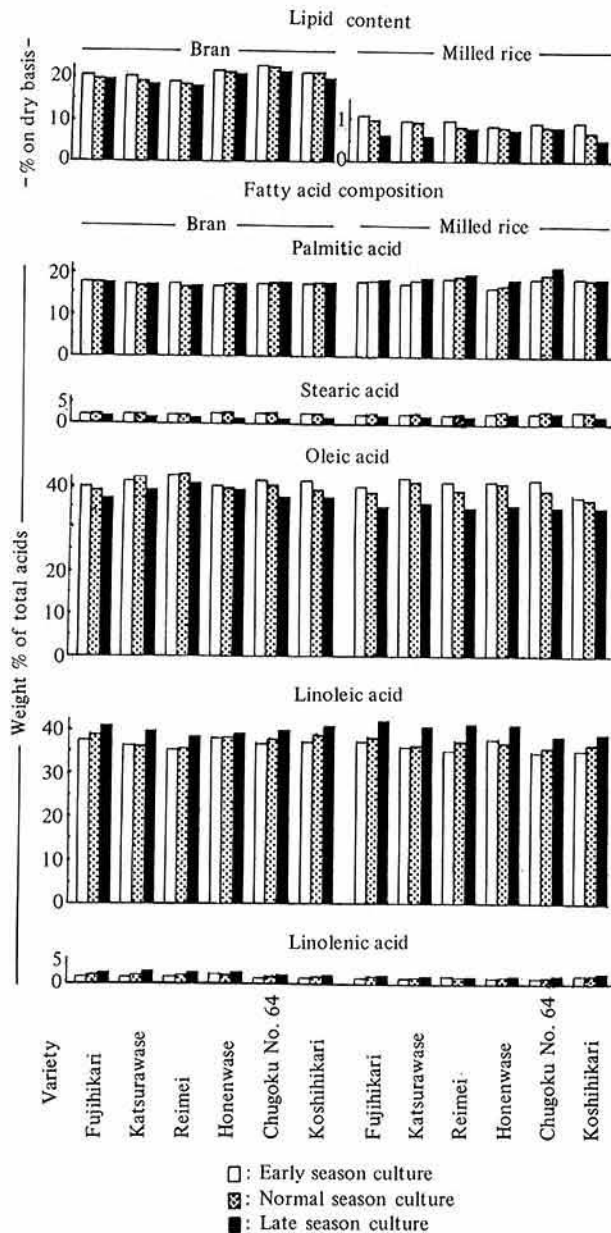 Lipid content
Bran Milled rice
- % on dry basis -
20
10
0
1
0
Fatty acid composition
Bran Milled rice
Weight % of total acids
Palmitic acid
20
10
0
Stearic acid
5
0
Oleic acid
40
20
10
0
Linoleic acid
40
30
10
0
Linolenic acid
5
0
Variety
Fujihikari
Katsurawase
Reimei
Honenwase
Chugoku No. 64
Koshihikari
Fujihikari
Katsurawase
Reimei
Honenwase
Chugoku No. 64
Koshihikari
: Early season culture
: Normal season culture
: Late season culture